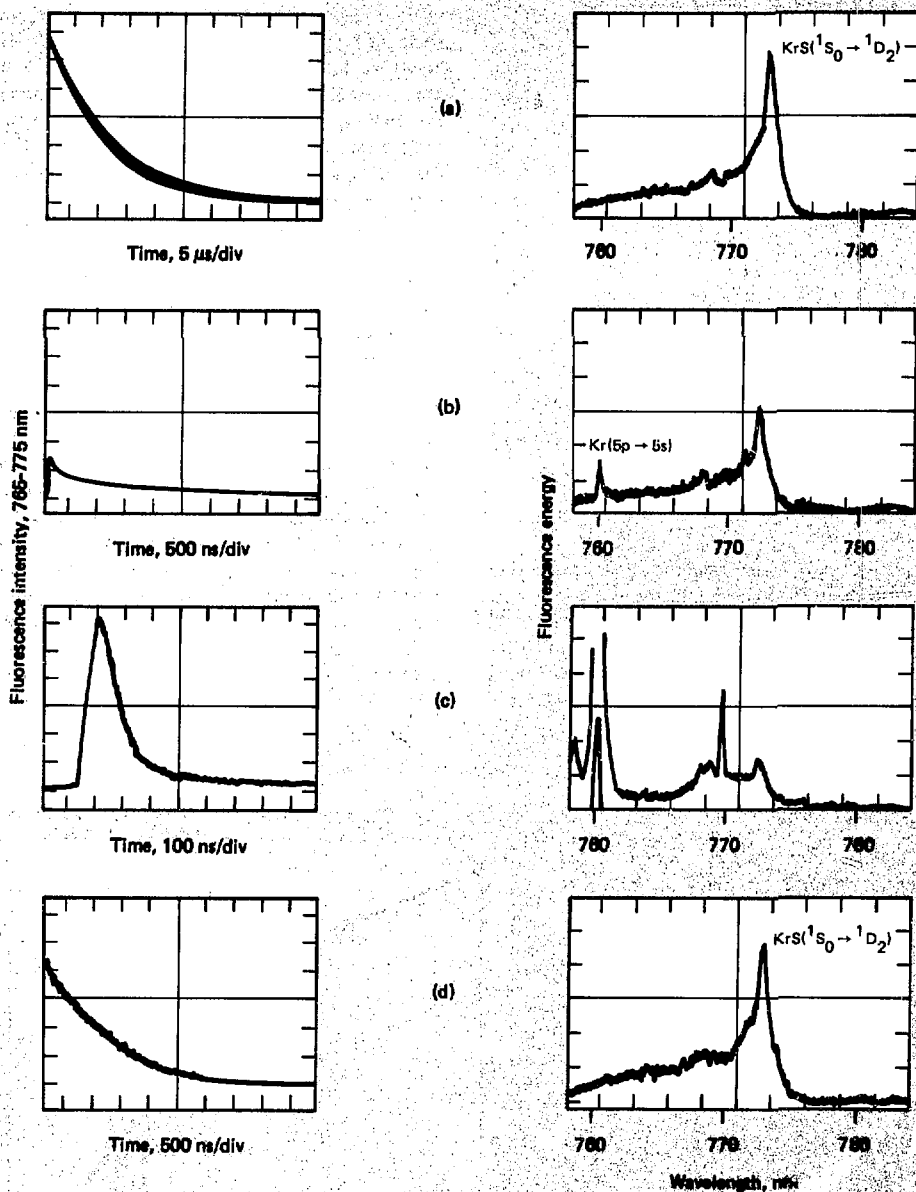 KrS(¹S₀ → ¹D₂)
(a)
Time, 5 μs/div
760 770 780
(b)
Kr(5p → 5s)
Time, 500 ns/div
760 770 780
Fluorescence intensity, 765–775 nm
Fluorescence energy
(c)
Time, 100 ns/div
760 770 760
KrS(¹S₀ → ¹D₂)
(d)
Time, 500 ns/div
760 770 780
Wavelength, nm